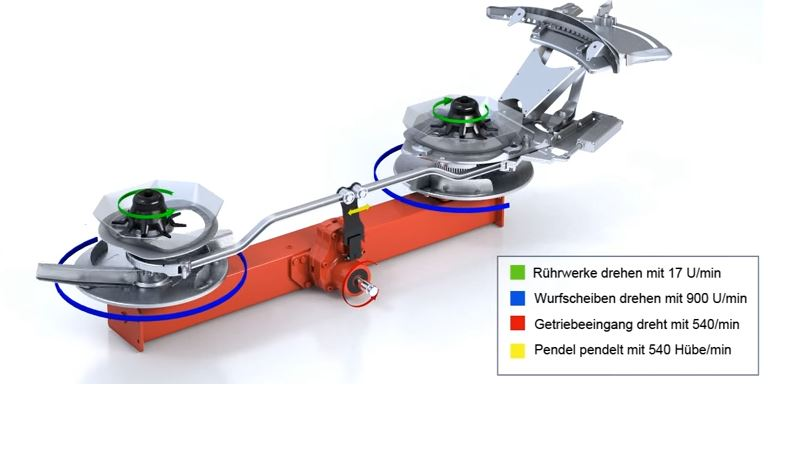 Rührwerke drehen mit 17 U/min
Wurfscheiben drehen mit 900 U/min
Getriebeeingang dreht mit 540/min
Pendel pendelt mit 540 Hübe/min